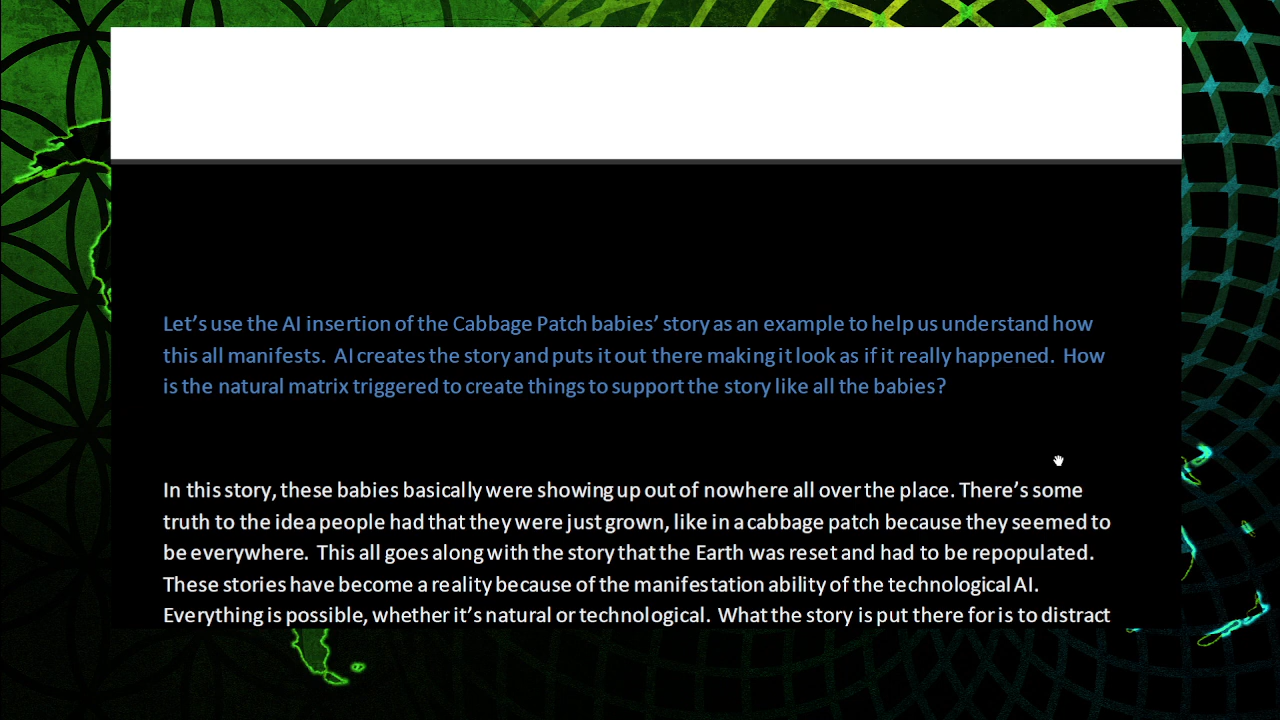 Let’s use the AI insertion of the Cabbage Patch babies’ story as an example to help us understand how
this all manifests.  AI creates the story and puts it out there making it look as if it really happened.  How
is the natural matrix triggered to create things to support the story like all the babies?
In this story, these babies basically were showing up out of nowhere all over the place. There’s some
truth to the idea people had that they were just grown, like in a cabbage patch because they seemed to
be everywhere.  This all goes along with the story that the Earth was reset and had to be repopulated.
These stories have become a reality because of the manifestation ability of the technological AI.
Everything is possible, whether it’s natural or technological.  What the story is put there for is to distract